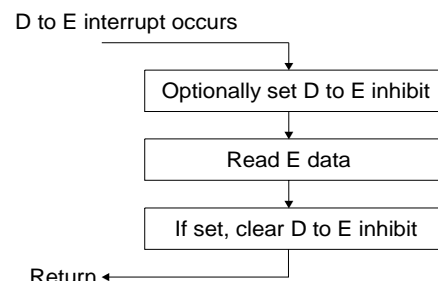 D to E interrupt occurs
Optionally set D to E inhibit
Read E data
If set, clear D to E inhibit
Return